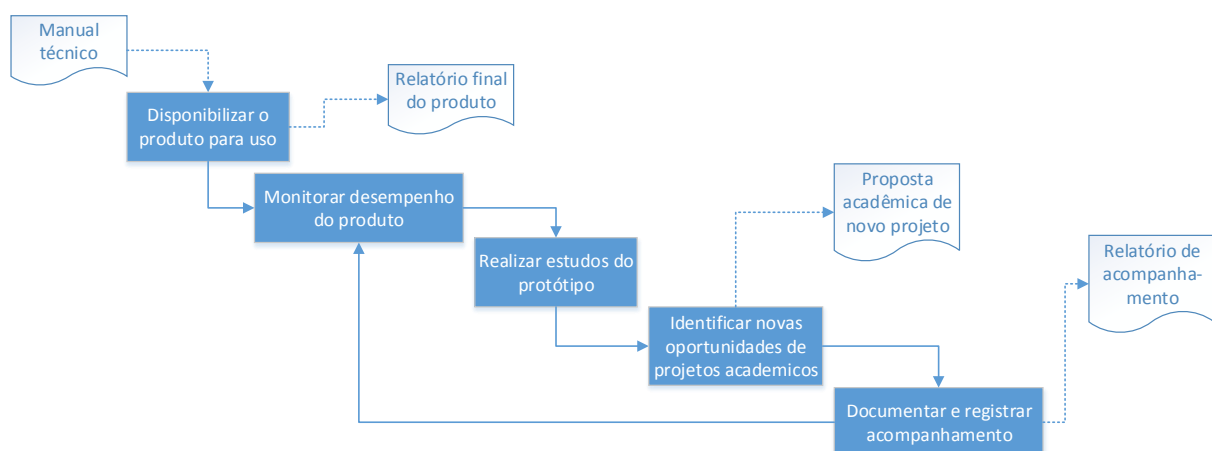 Manual
técnico
Disponibilizar o
produto para uso
Relatório final
do produto
Monitorar desempenho
do produto
Realizar estudos do
protótipo
Proposta
acadêmica de
novo projeto
Identificar novas
oportunidades de
projetos academicos
Relatório de
acompanha-
mento
Documentar e registrar
acompanhamento